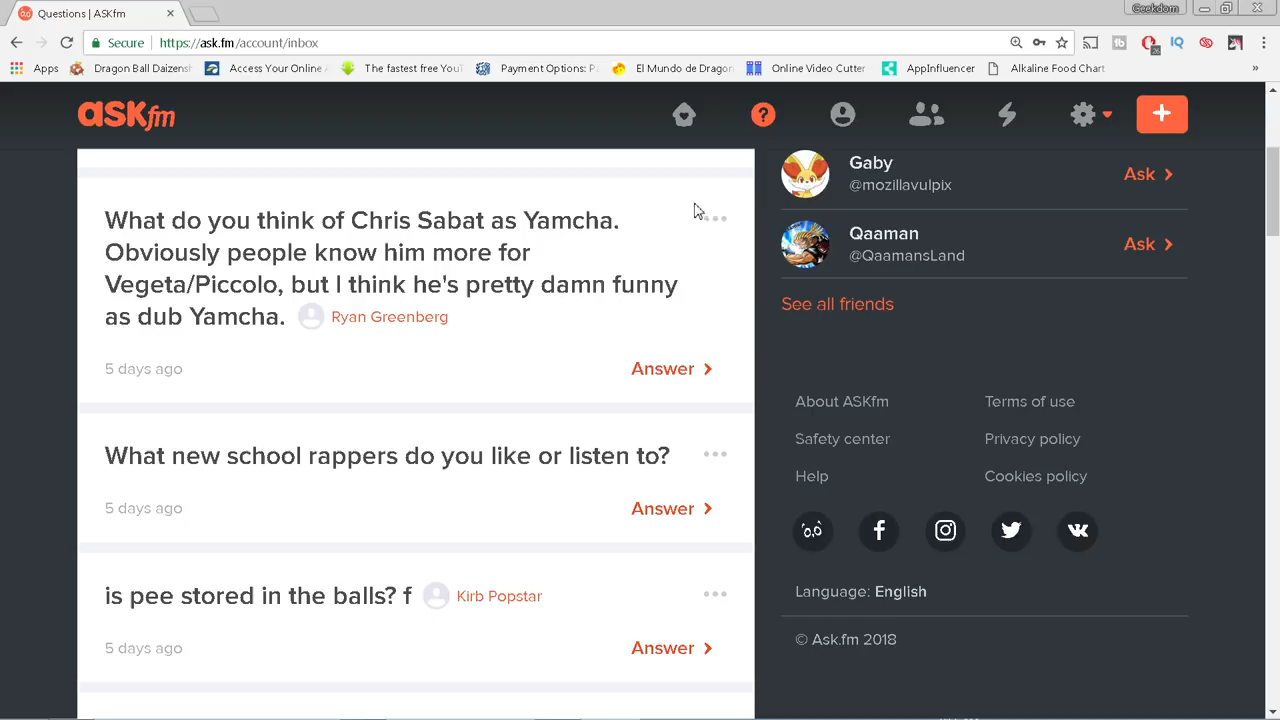 Questions | ASKfm
Geekdom
Secure
https://ask.fm/account/inbox
Apps
Dragon Ball Daizensh
Access Your Online A
The fastest free YouT
Payment Options: Pa
El Mundo de Dragon
Online Video Cutter
AppInfluencer
Alkaline Food Chart
»
ASKfm
What do you think of Chris Sabat as Yamcha.
Obviously people know him more for
Vegeta/Piccolo, but I think he's pretty damn funny
as dub Yamcha. Ryan Greenberg
5 days ago
Answer
What new school rappers do you like or listen to?
5 days ago
Answer
is pee stored in the balls? f Kirb Popstar
5 days ago
Answer
Gaby
@mozillavulpix
Ask
Qaaman
@QaamansLand
Ask
See all friends
About ASKfm
Terms of use
Safety center
Privacy policy
Help
Cookies policy
Language: English
© Ask.fm 2018